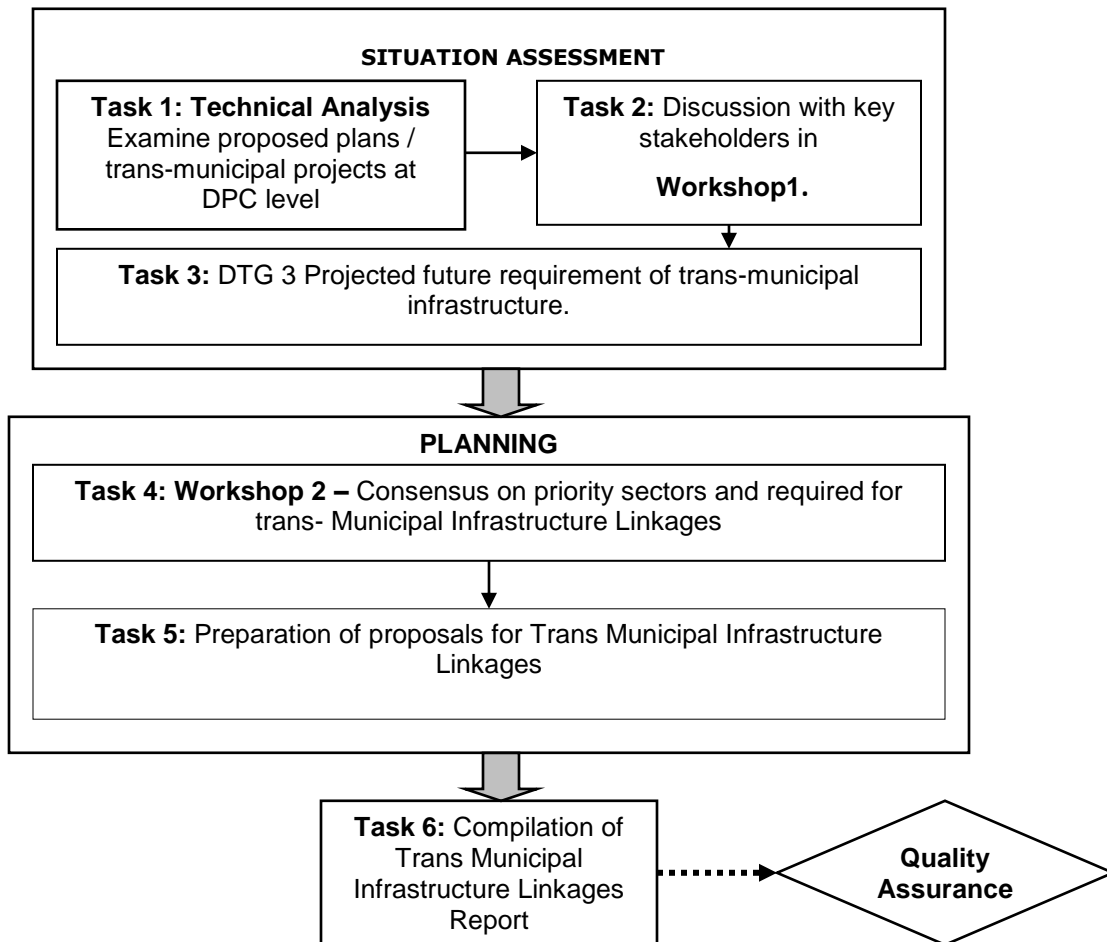 SITUATION ASSESSMENT
Task 1: Technical Analysis
Examine proposed plans /
trans-municipal projects at
DPC level
Task 2: Discussion with key
stakeholders in
Workshop1.
Task 3: DTG 3 Projected future requirement of trans-municipal
infrastructure.
PLANNING
Task 4: Workshop 2 – Consensus on priority sectors and required for
trans- Municipal Infrastructure Linkages
Task 5: Preparation of proposals for Trans Municipal Infrastructure
Linkages
Task 6: Compilation of
Trans Municipal
Infrastructure Linkages
Report
Quality
Assurance